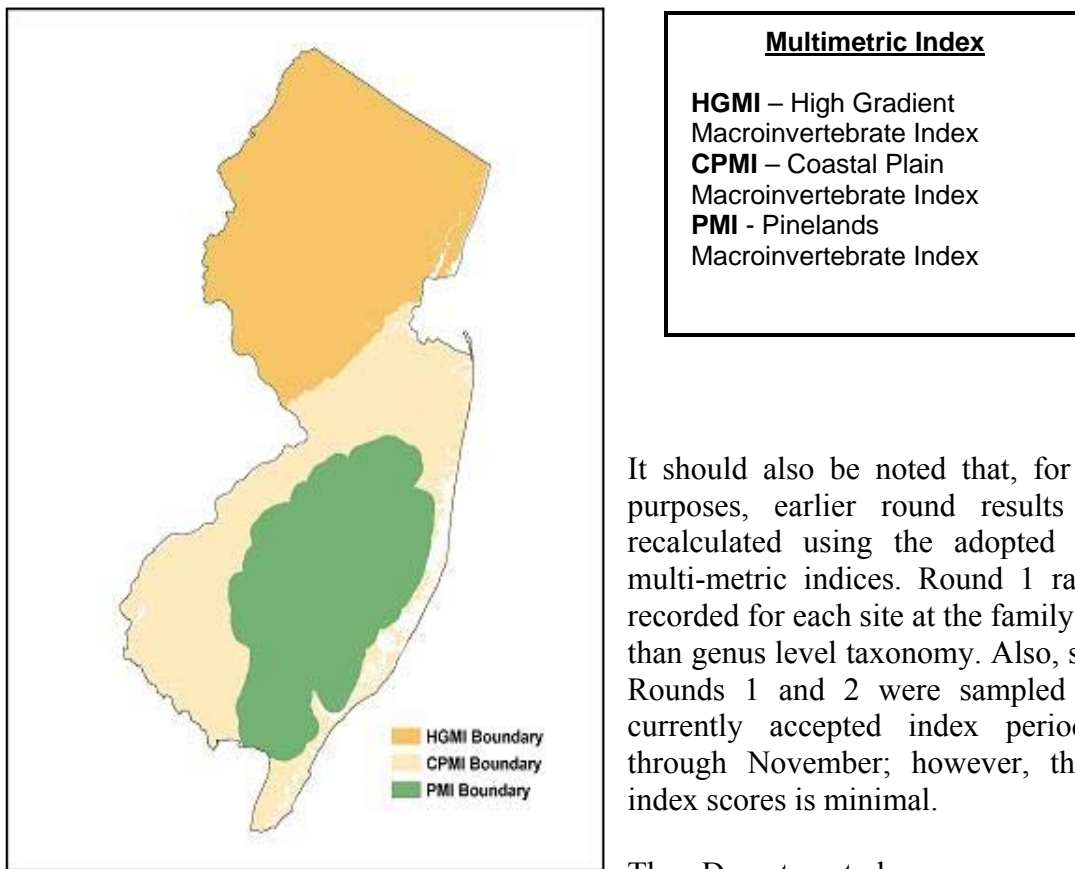 Multimetric Index
HGMI – High Gradient
Macroinvertebrate Index
CPMI – Coastal Plain
Macroinvertebrate Index
PMI - Pinelands
Macroinvertebrate Index
HGMI Boundary
CPMI Boundary
PMI Boundary
It should also be noted that, for
purposes, earlier round results
recalculated using the adopted
multi-metric indices. Round 1 ra
recorded for each site at the family
than genus level taxonomy. Also, s
Rounds 1 and 2 were sampled
currently accepted index perio
through November; however, th
index scores is minimal.